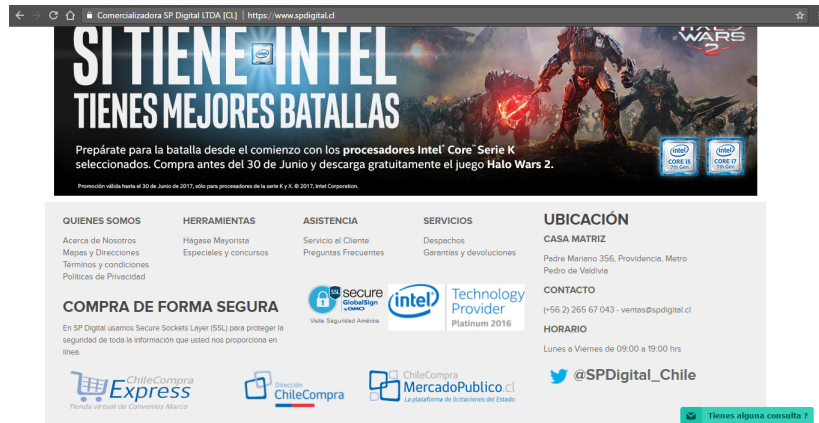 Comercializadora SP Digital LTDA [CL] | https://www.spdigital.cl
HALO
WARS
2
SI TIENE INTEL
TIENES MEJORES BATALLAS
Prepárate para la batalla desde el comienzo con los procesadores Intel® Core™ Serie K
seleccionados. Compra antes del 30 de Junio y descarga gratuitamente el juego Halo Wars 2.
Promoción válida hasta el 30 de Junio de 2017, sólo para procesadores de la serie K y X. © 2017, Intel Corporation.
(intel)
CORE i5
7th Gen
(intel)
CORE i7
7th Gen
QUIENES SOMOS
Acerca de Nosotros
Mapas y Direcciones
Términos y condiciones
Políticas de Privacidad
HERRAMIENTAS
Hágase Mayorista
Especiales y concursos
ASISTENCIA
Servicio al Cliente
Preguntas Frecuentes
SERVICIOS
Despachos
Garantías y devoluciones
UBICACIÓN
CASA MATRIZ
Padre Mariano 356, Providencia, Metro
Pedro de Valdivia
CONTACTO
(+56 2) 265 67 043 - ventas@spdigital.cl
HORARIO
Lunes a Viernes de 09:00 a 19:00 hrs
@SPDigital_Chile
COMPRA DE FORMA SEGURA
En SP Digital usamos Secure Sockets Layer (SSL) para proteger la
seguridad de toda la información que usted nos proporciona en
línea.
SSL secure
GlobalSign
by GMO
Visite Seguridad América
(intel)
Technology
Provider
Platinum 2016
ChileCompra
Express
Tienda virtual de Convenios Marco
Dirección
ChileCompra
ChileCompra
MercadoPublico.cl
La plataforma de licitaciones del Estado
Tienes alguna consulta ?